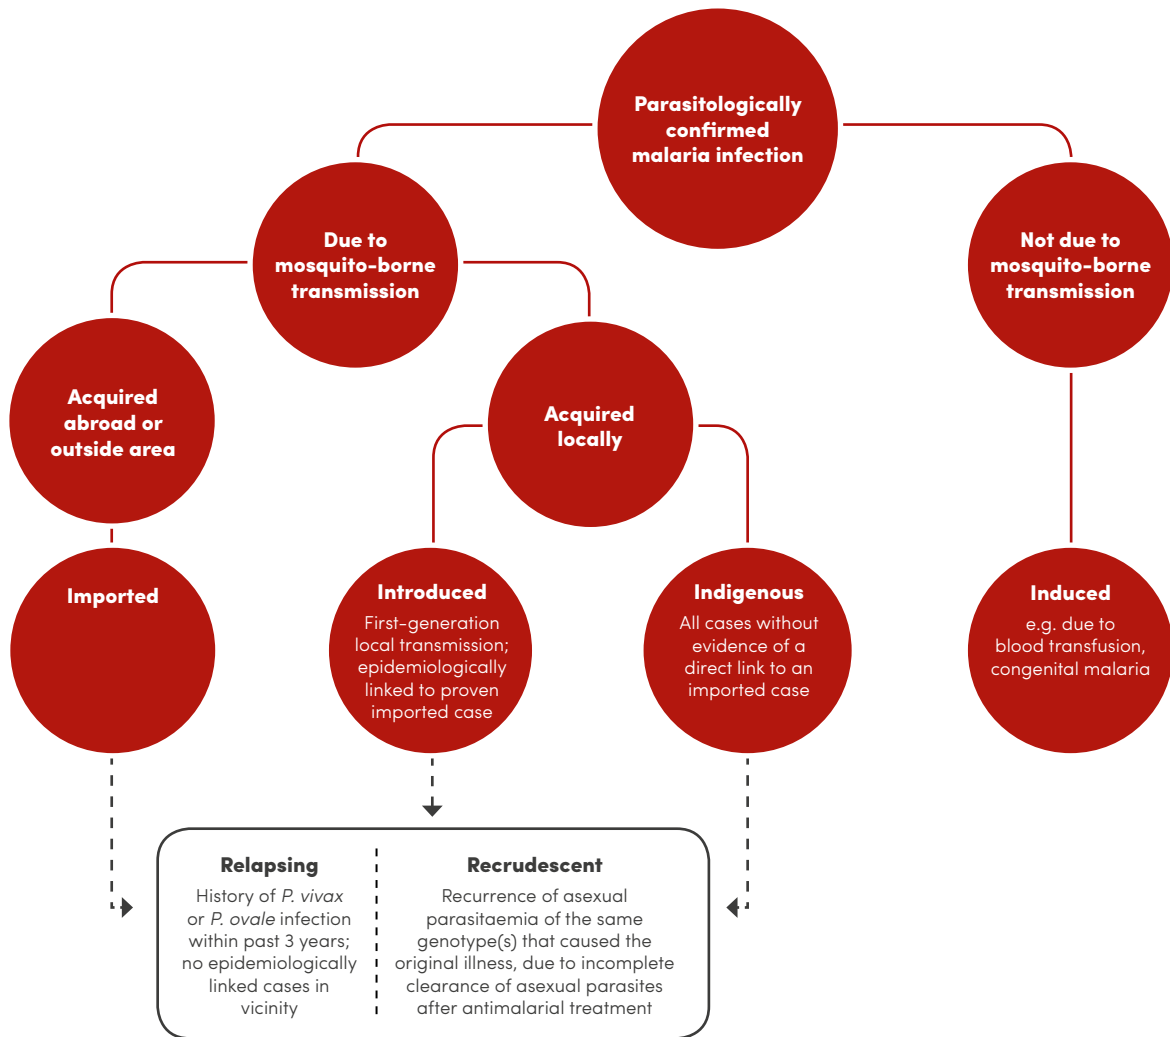 Parasitologically
confirmed
malaria infection
Due to
mosquito-borne
transmission
Not due to
mosquito-borne
transmission
Acquired
abroad or
outside area
Acquired
locally
Imported
Introduced
First-generation
local transmission;
epidemiologically
linked to proven
imported case
Indigenous
All cases without
evidence of a
direct link to an
imported case
Induced
e.g. due to
blood transfusion,
congenital malaria
Relapsing
History of P. vivax
or P. ovale infection
within past 3 years;
no epidemiologically
linked cases in
vicinity
Recrudescent
Recurrence of asexual
parasitaemia of the same
genotype(s) that caused the
original illness, due to incomplete
clearance of asexual parasites
after antimalarial treatment